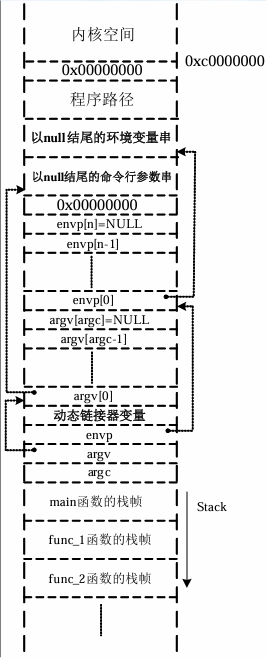 内核空间
0xc0000000
0x00000000
程序路径
以null结尾的环境变量串
以null结尾的命令行参数串
0x00000000
envp[n]=NULL
envp[n-1]
envp[0]
argv[argc]=NULL
argv[argc-1]
argv[0]
动态链接器变量
envp
argv
argc
main函数的栈帧
Stack
func_1函数的栈帧
func_2函数的栈帧